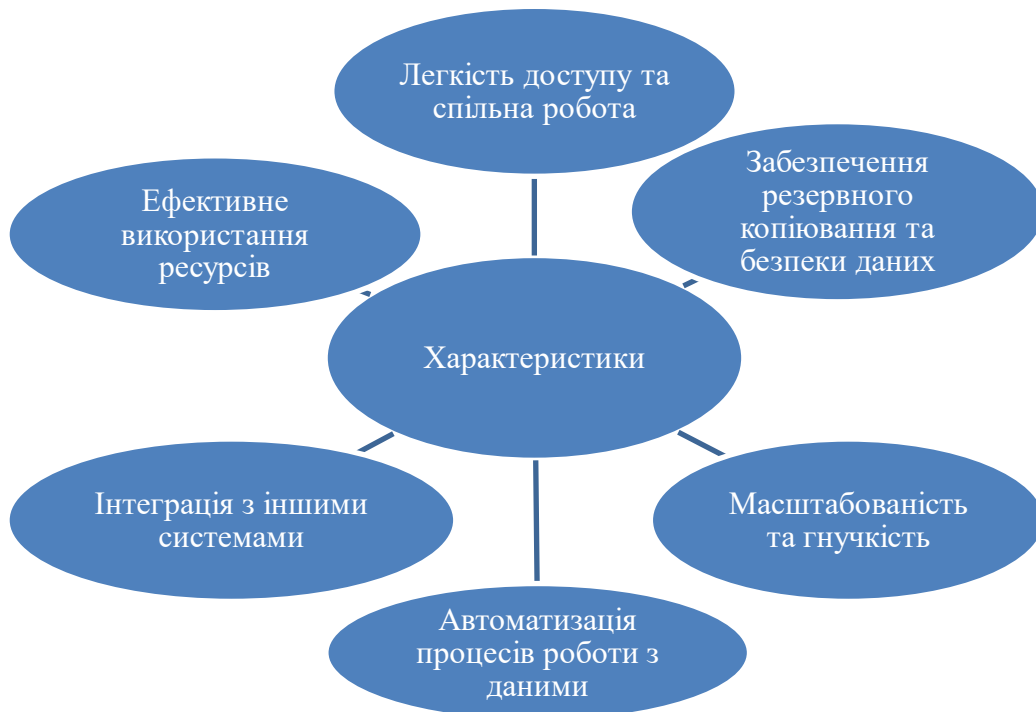 Легкість доступу та
спільна робота
Забезпечення
резервного
копіювання та
безпеки даних
Ефективне
використання
ресурсів
Характеристики
Інтеграція з іншими
системами
Масштабованість
та гнучкість
Автоматизація
процесів роботи з
даними